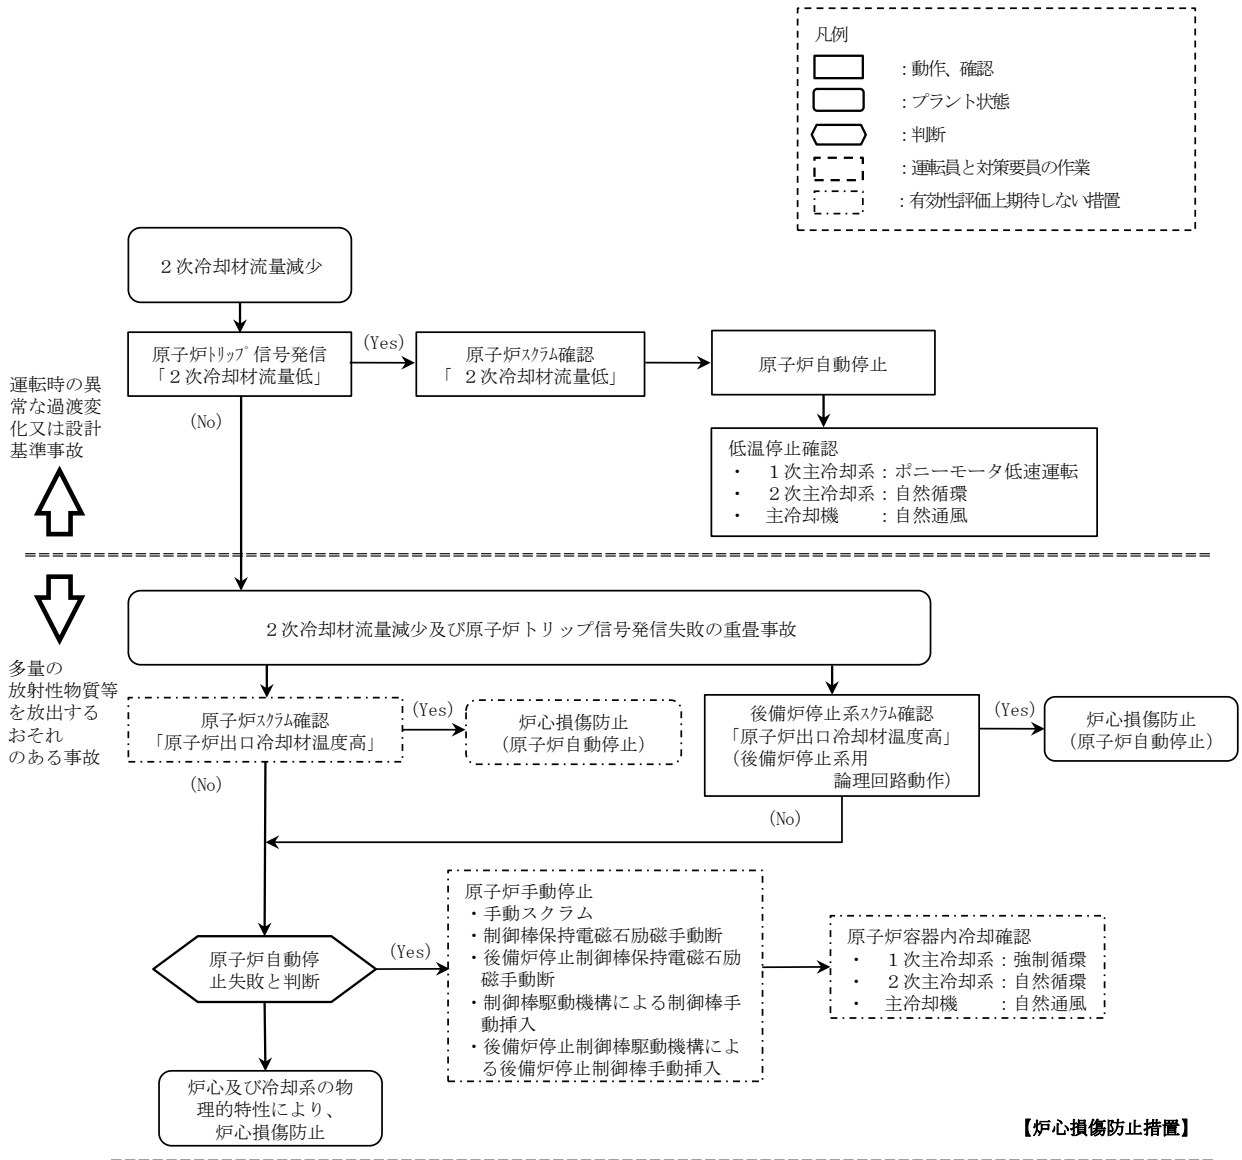 凡例
：動作、確認
：プラント状態
：判断
：運転員と対策要員の作業
：有効性評価上期待しない措置
２次冷却材流量減少
原子炉ﾄﾘｯﾌﾟ信号発信
「２次冷却材流量低」
(Yes)
原子炉ｽｸﾗﾑ確認
「 ２次冷却材流量低」
原子炉自動停止
(No)
低温停止確認
・ １次主冷却系：ポニーモータ低速運転
・ ２次主冷却系：自然循環
・ 主冷却機 ：自然通風
運転時の異
常な過渡変
化又は設計
基準事故
多量の
放射性物質等
を放出する
おそれ
のある事故
２次冷却材流量減少及び原子炉トリップ信号発信失敗の重畳事故
原子炉ｽｸﾗﾑ確認
「原子炉出口冷却材温度高」
(Yes)
炉心損傷防止
（原子炉自動停止）
後備炉停止系ｽｸﾗﾑ確認
「原子炉出口冷却材温度高」
（後備炉停止系用
論理回路動作）
(Yes)
炉心損傷防止
（原子炉自動停止）
(No)
(No)
原子炉自動停
止失敗と判断
(Yes)
原子炉手動停止
・手動スクラム
・制御棒保持電磁石励磁手動断
・後備炉停止制御棒保持電磁石励
磁手動断
・制御棒駆動機構による制御棒手
動挿入
・後備炉停止制御棒駆動機構によ
る後備炉停止制御棒手動挿入
原子炉容器内冷却確認
・ １次主冷却系：強制循環
・ ２次主冷却系：自然循環
・ 主冷却機 ：自然通風
炉心及び冷却系の物
理的特性により、
炉心損傷防止
【炉心損傷防止措置】